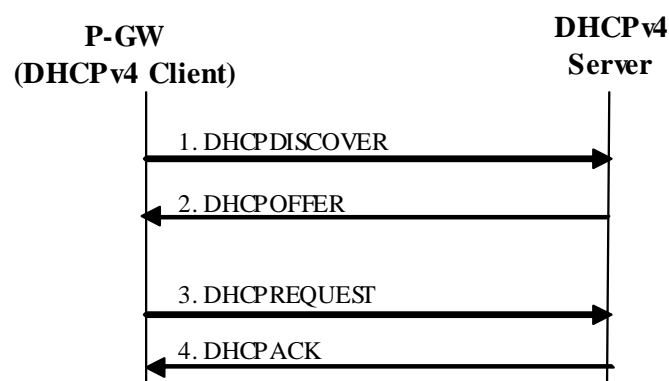 P-GW
(DHCPv4 Client)
DHCPv4
Server
1. DHCPDISCOVER
2. DHCPOFFER
3. DHCPREQUEST
4. DHCPACK